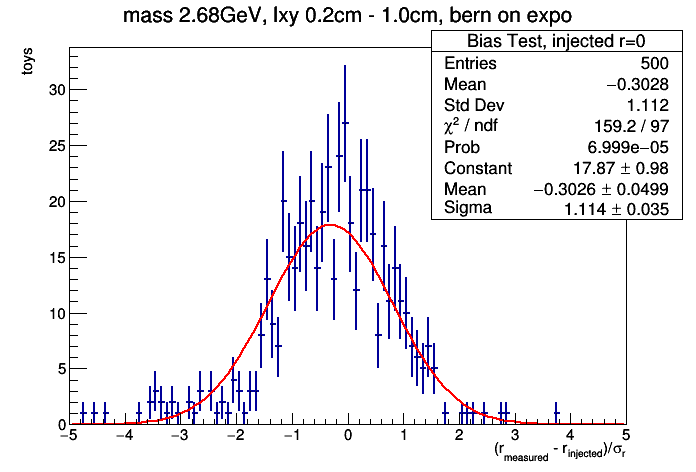 mass 2.68GeV, lxy 0.2cm - 1.0cm, bern on expo
toys
Bias Test, injected r=0
Entries 500
Mean −0.3028
Std Dev 1.112
χ² / ndf 159.2 / 97
Prob 6.999e−05
Constant 17.87 ± 0.98
Mean −0.3026 ± 0.0499
Sigma 1.114 ± 0.035
30
25
20
15
10
5
0
−5 −4 −3 −2 −1 0 1 2 3 4 5
(r_measured - r_injected)/σ_r